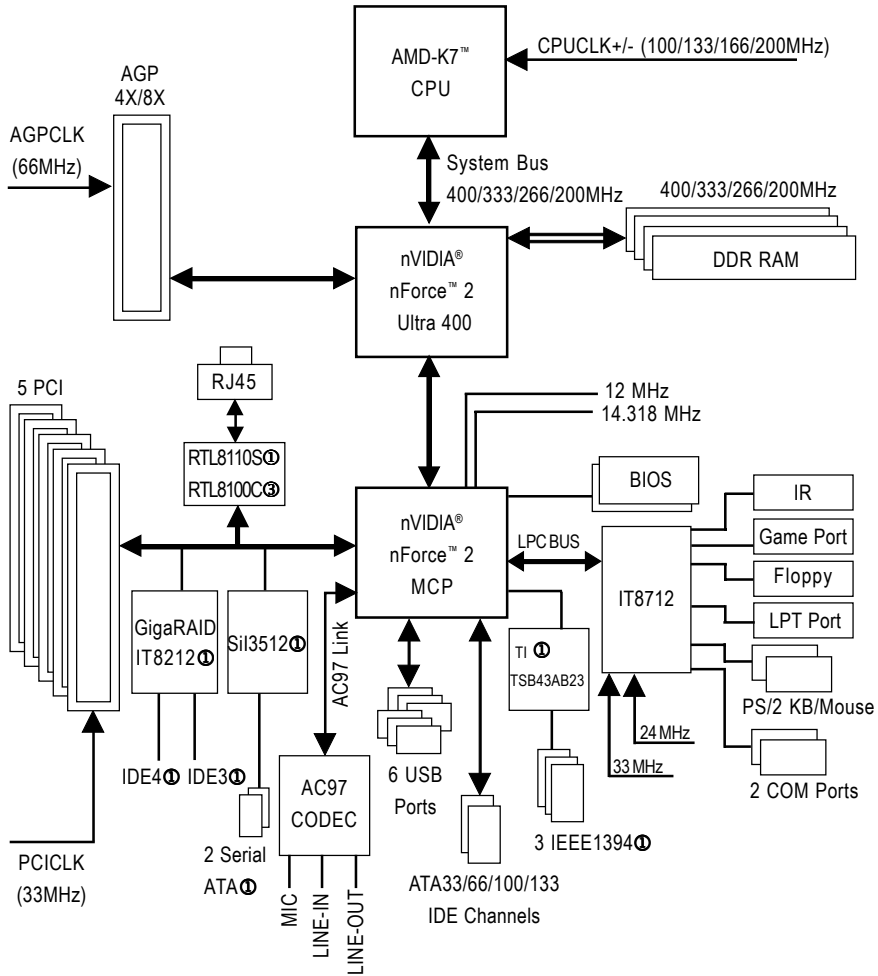 AMD-K7™
CPU
CPUCLK+/- (100/133/166/200MHz)
AGP
4X/8X
AGPCLK
(66MHz)
System Bus
400/333/266/200MHz
400/333/266/200MHz
DDR RAM
nVIDIA®
nForce™ 2
Ultra 400
RJ45
5 PCI
12 MHz
14.318 MHz
RTL8110S①
RTL8100C③
BIOS
nVIDIA®
nForce™ 2
MCP
LPC BUS
IT8712
IR
Game Port
Floppy
LPT Port
GigaRAID
IT8212①
SiI3512①
AC97 Link
TI ①
TSB43AB23
PS/2 KB/Mouse
24 MHz
33 MHz
2 COM Ports
IDE4①
IDE3①
AC97
CODEC
6 USB
Ports
3 IEEE1394①
2 Serial
ATA①
PCICLK
(33MHz)
MIC
LINE-IN
LINE-OUT
ATA33/66/100/133
IDE Channels